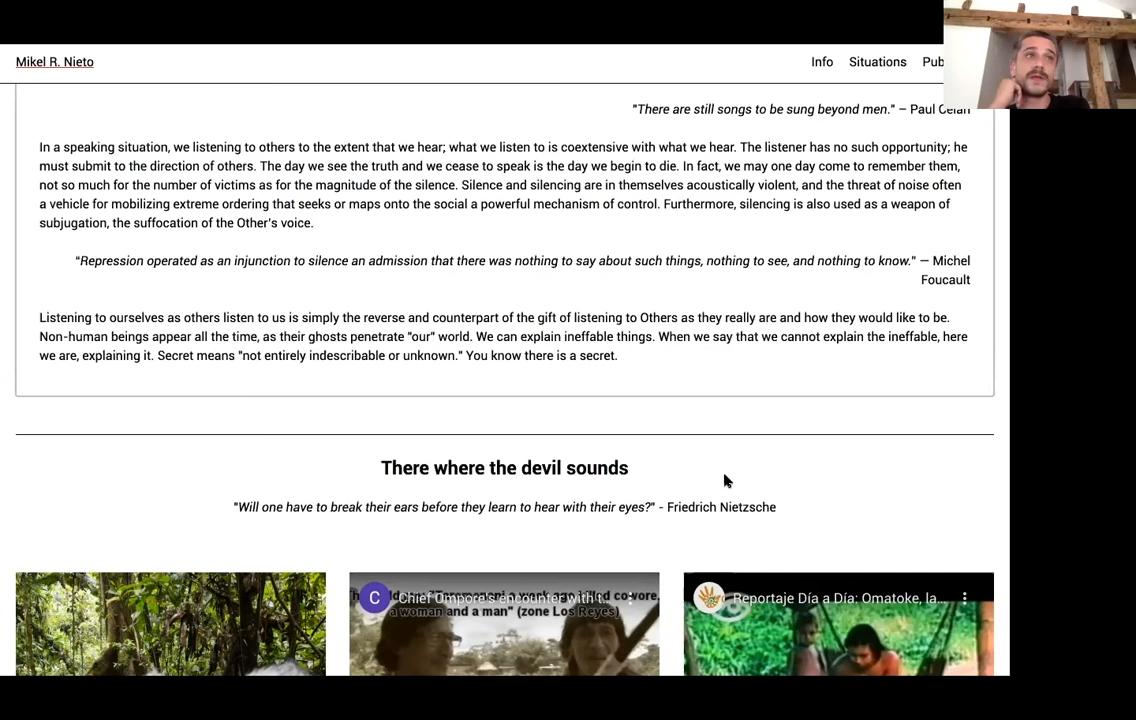 Mikel R. Nieto
Info Situations
"There are still songs to be sung beyond men." – Paul Celan
In a speaking situation, we listening to others to the extent that we hear; what we listen to is coextensive with what we hear. The listener has no such opportunity; he
must submit to the direction of others. The day we see the truth and we cease to speak is the day we begin to die. In fact, we may one day come to remember them,
not so much for the number of victims as for the magnitude of the silence. Silence and silencing are in themselves acoustically violent, and the threat of noise often
a vehicle for mobilizing extreme ordering that seeks or maps onto the social a powerful mechanism of control. Furthermore, silencing is also used as a weapon of
subjugation, the suffocation of the Other's voice.
"Repression operated as an injunction to silence an admission that there was nothing to say about such things, nothing to see, and nothing to know." — Michel
Foucault
Listening to ourselves as others listen to us is simply the reverse and counterpart of the gift of listening to Others as they really are and how they would like to be.
Non-human beings appear all the time, as their ghosts penetrate "our" world. We can explain ineffable things. When we say that we cannot explain the ineffable, here
we are, explaining it. Secret means "not entirely indescribable or unknown." You know there is a secret.
There where the devil sounds
"Will one have to break their ears before they learn to hear with their eyes?" - Friedrich Nietzsche
C Chief Ompore's encounter with t...
a woman and a man" (zone Los Reyes)
Reportaje Día a Día: Omatoke, la...